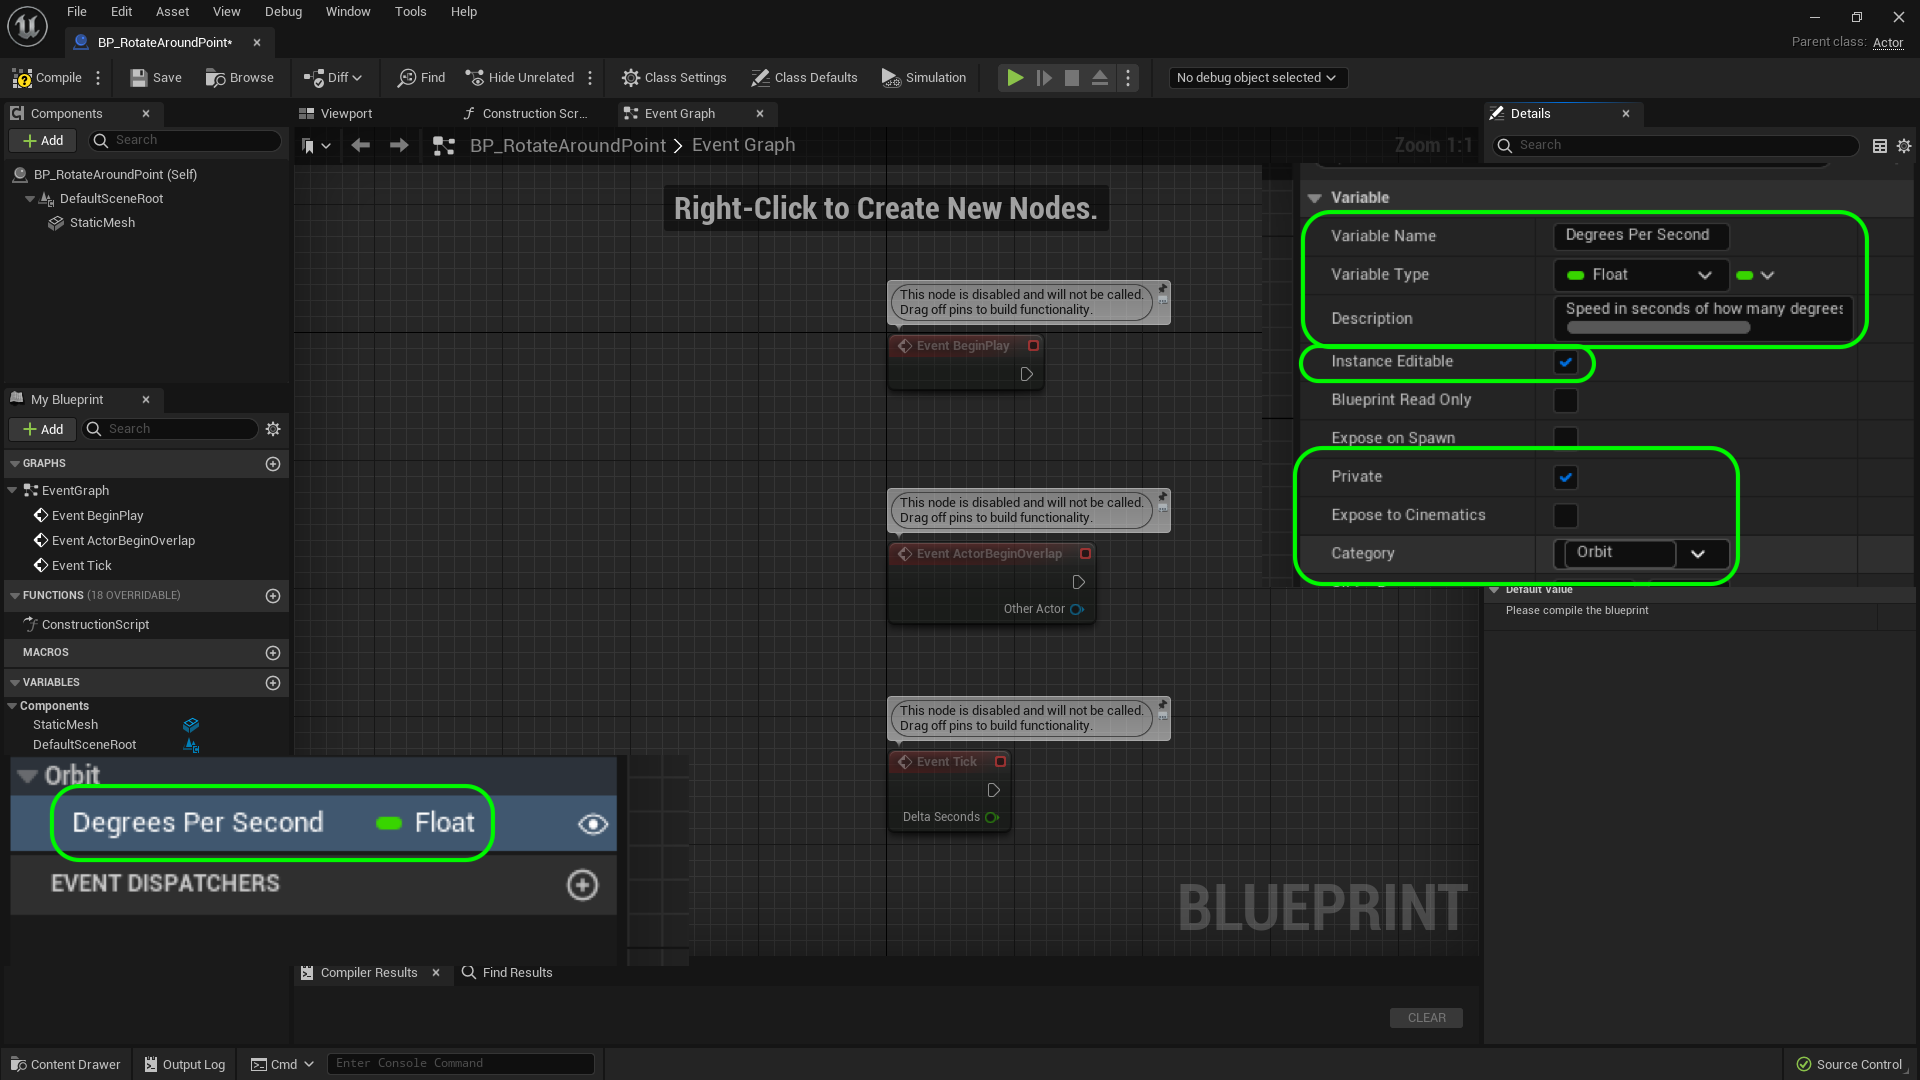 File Edit Asset View Debug Window Tools Help
BP_RotateAroundPoint*
Parent class: Actor
Compile Save Browse Diff Find Hide Unrelated Class Settings Class Defaults Simulation No debug object selected
Components
Add Search
BP_RotateAroundPoint (Self)
DefaultSceneRoot
StaticMesh
My Blueprint
Add Search
GRAPHS
EventGraph
Event BeginPlay
Event ActorBeginOverlap
Event Tick
FUNCTIONS (18 OVERRIDABLE)
ConstructionScript
MACROS
VARIABLES
Components
StaticMesh
DefaultSceneRoot
Orbit
Degrees Per Second Float
EVENT DISPATCHERS
Viewport Construction Scr... Event Graph
BP_RotateAroundPoint > Event Graph Zoom 1:1
Right-Click to Create New Nodes.
This node is disabled and will not be called.
Drag off pins to build functionality.
Event BeginPlay
This node is disabled and will not be called.
Drag off pins to build functionality.
Event ActorBeginOverlap
Other Actor
This node is disabled and will not be called.
Drag off pins to build functionality.
Event Tick
Delta Seconds
BLUEPRINT
Compiler Results Find Results
CLEAR
Details
Search
Variable
Variable Name Degrees Per Second
Variable Type Float
Description Speed in seconds of how many degrees
Instance Editable
Blueprint Read Only
Expose on Spawn
Private
Expose to Cinematics
Category Orbit
Default Value
Please compile the blueprint
Content Drawer Output Log Cmd Enter Console Command Source Control